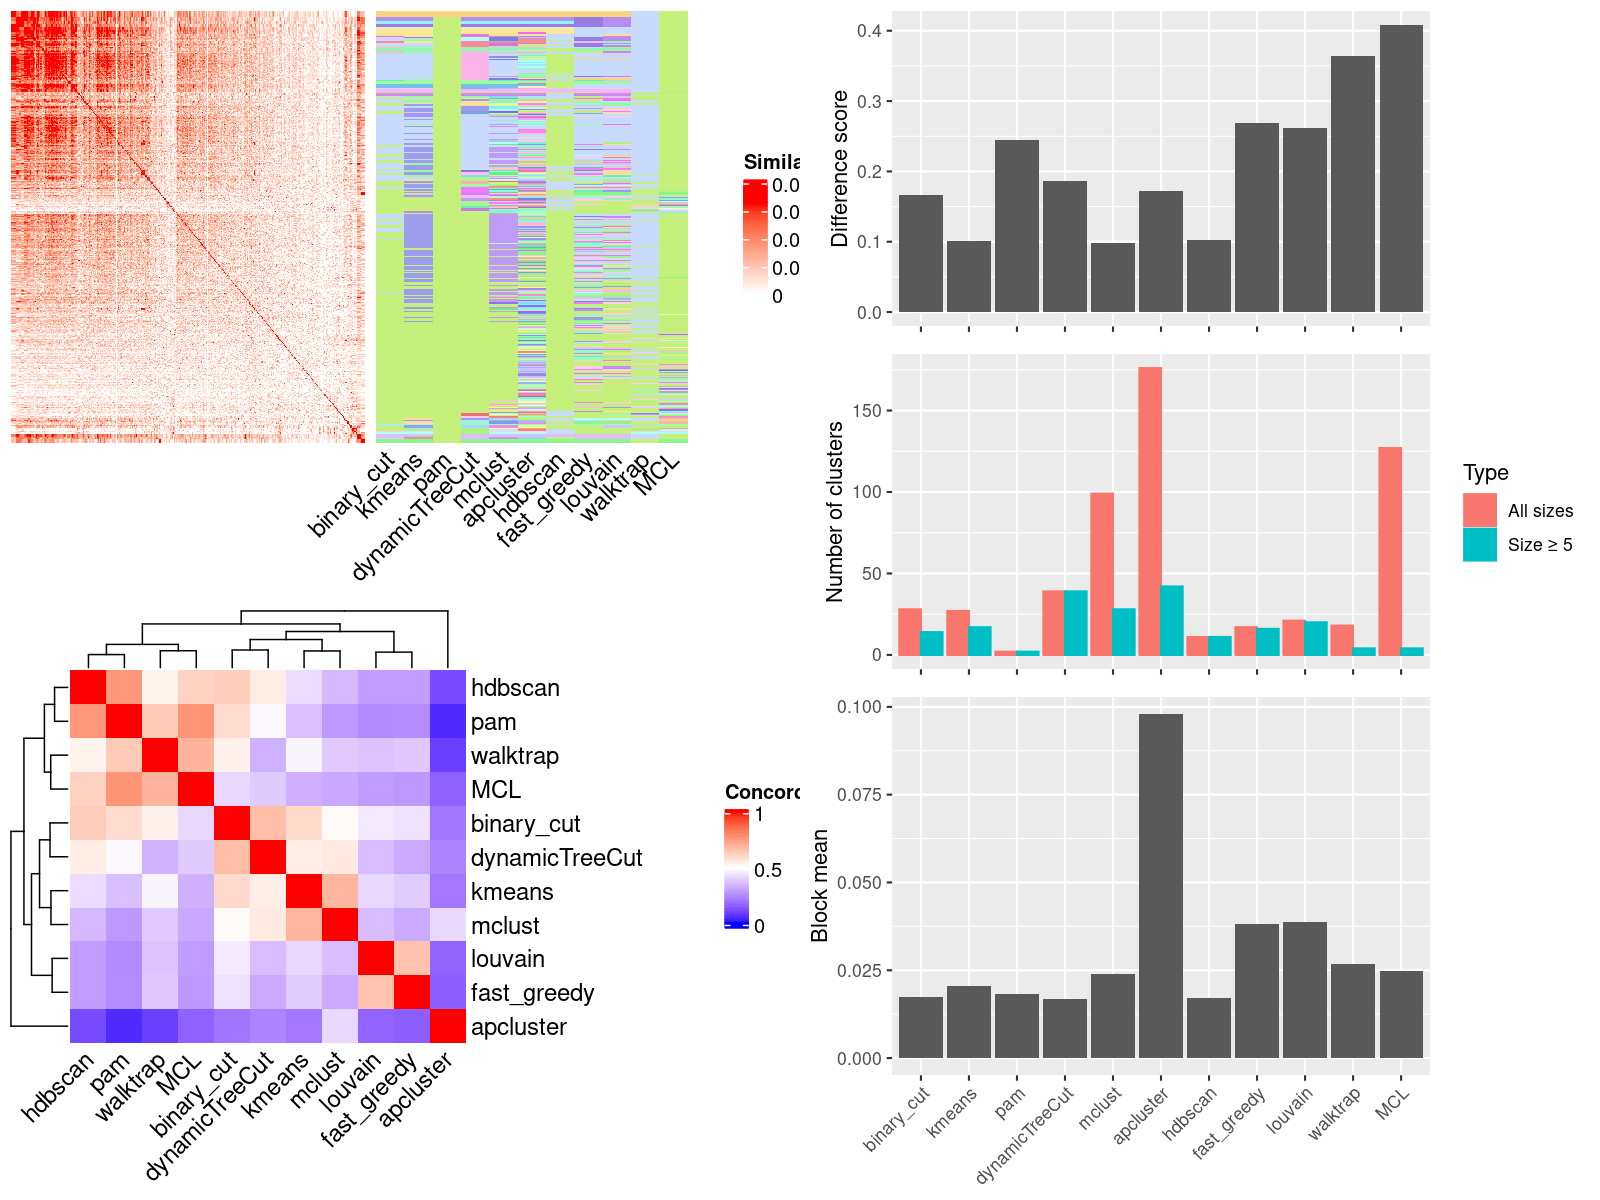 Simila
0.0
0.0
0.0
0.0
0
binary_cut
kmeans
pam
dynamicTreeCut
mclust
apcluster
hdbscan
fast_greedy
louvain
walktrap
MCL
hdbscan
pam
walktrap
MCL
binary_cut
dynamicTreeCut
kmeans
mclust
louvain
fast_greedy
apcluster
hdbscan
pam
walktrap
MCL
binary_cut
dynamicTreeCut
kmeans
mclust
louvain
fast_greedy
apcluster
Concord
1
0.5
0
Difference score
0.4
0.3
0.2
0.1
0.0
Number of clusters
150
100
50
0
Type
All sizes
Size ≥ 5
Block mean
0.100
0.075
0.050
0.025
0.000
binary_cut
kmeans
pam
dynamicTreeCut
mclust
apcluster
hdbscan
fast_greedy
louvain
walktrap
MCL